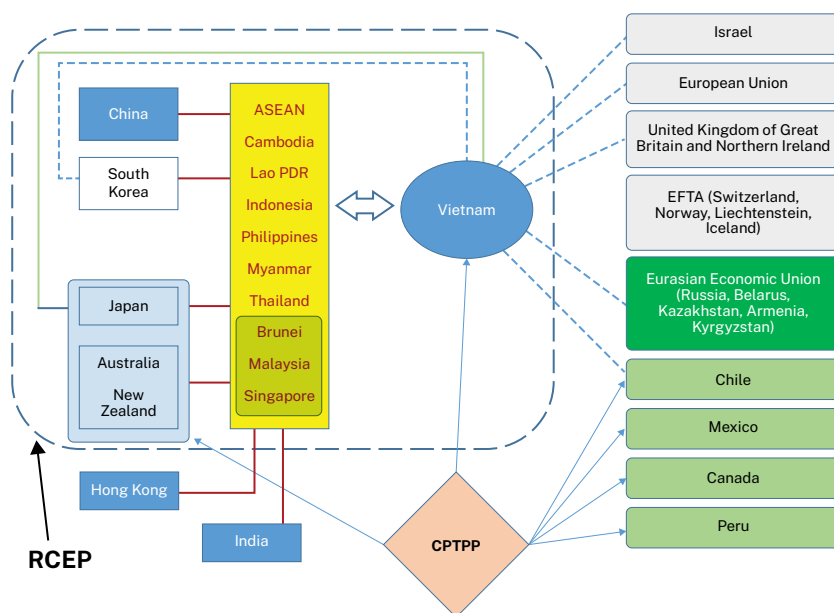 China
South
Korea
Japan
Australia
New
Zealand
Hong Kong
India
RCEP
ASEAN
Cambodia
Lao PDR
Indonesia
Philippines
Myanmar
Thailand
Brunei
Malaysia
Singapore
Vietnam
CPTPP
Israel
European Union
United Kingdom of Great
Britain and Northern Ireland
EFTA (Switzerland,
Norway, Liechtenstein,
Iceland)
Eurasian Economic Union
(Russia, Belarus,
Kazakhstan, Armenia,
Kyrgyzstan)
Chile
Mexico
Canada
Peru